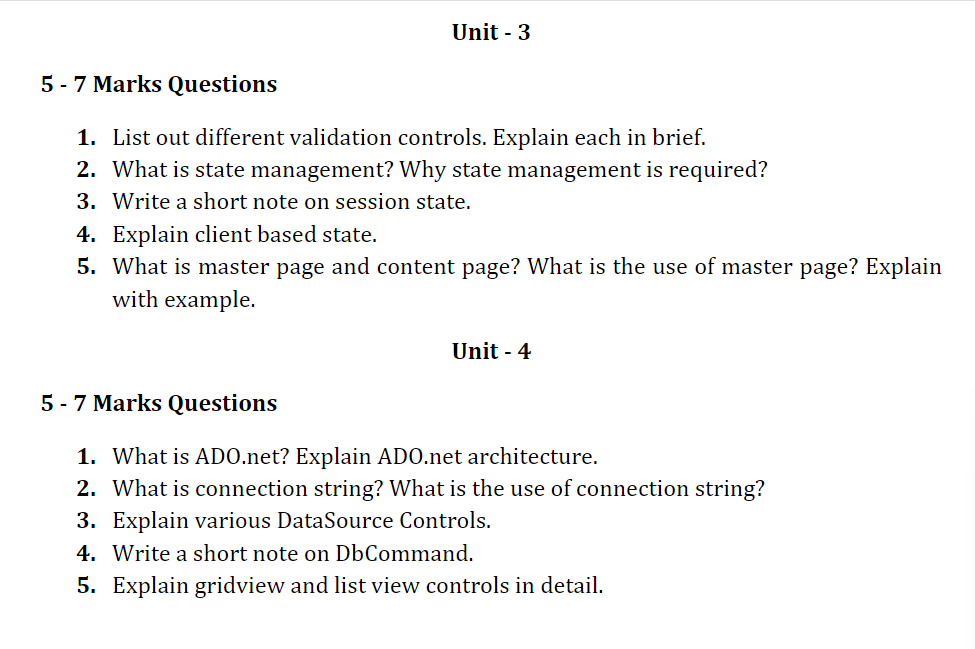 Unit - 3
5 - 7 Marks Questions
1. List out different validation controls. Explain each in brief.
2. What is state management? Why state management is required?
3. Write a short note on session state.
4. Explain client based state.
5. What is master page and content page? What is the use of master page? Explain
with example.
Unit - 4
5 - 7 Marks Questions
1. What is ADO.net? Explain ADO.net architecture.
2. What is connection string? What is the use of connection string?
3. Explain various DataSource Controls.
4. Write a short note on DbCommand.
5. Explain gridview and list view controls in detail.